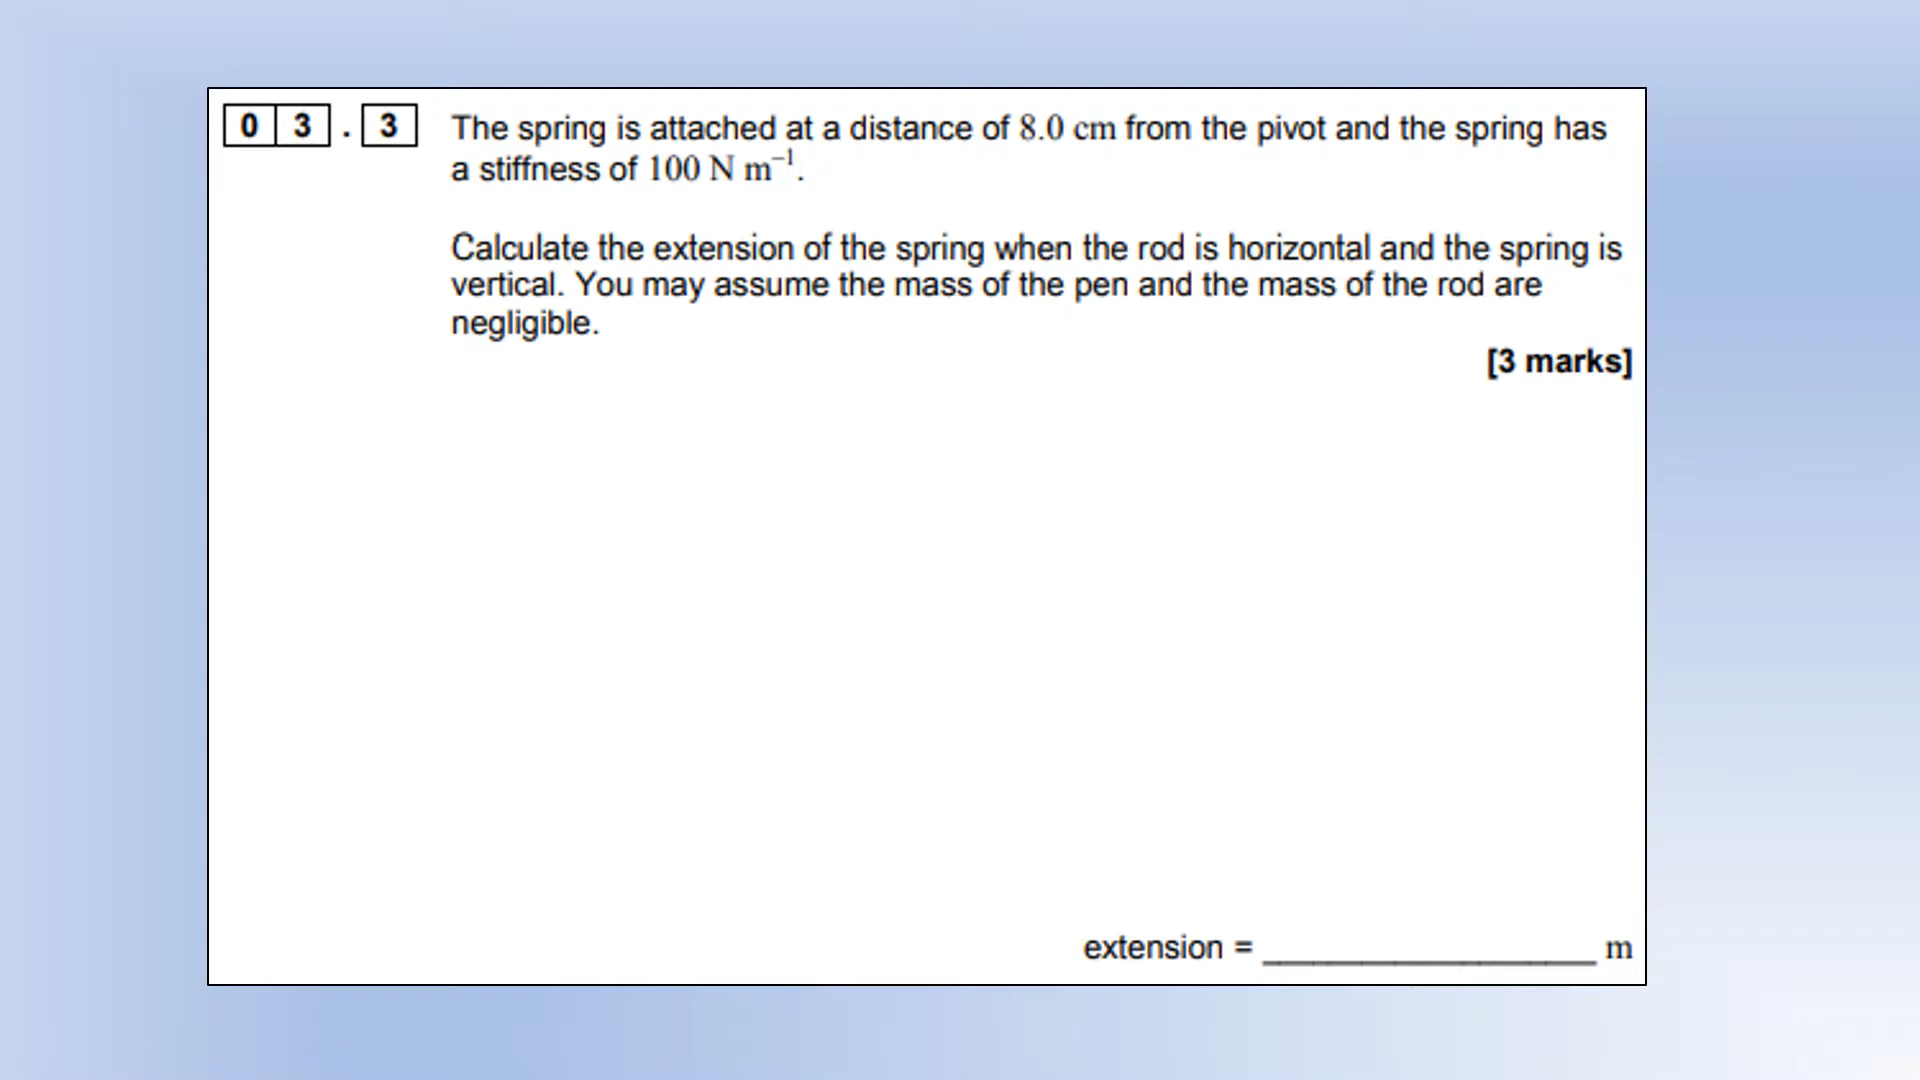 03.3 The spring is attached at a distance of 8.0 cm from the pivot and the spring has
a stiffness of 100 N m⁻¹.
Calculate the extension of the spring when the rod is horizontal and the spring is
vertical. You may assume the mass of the pen and the mass of the rod are
negligible.
[3 marks]
extension = ____________________ m